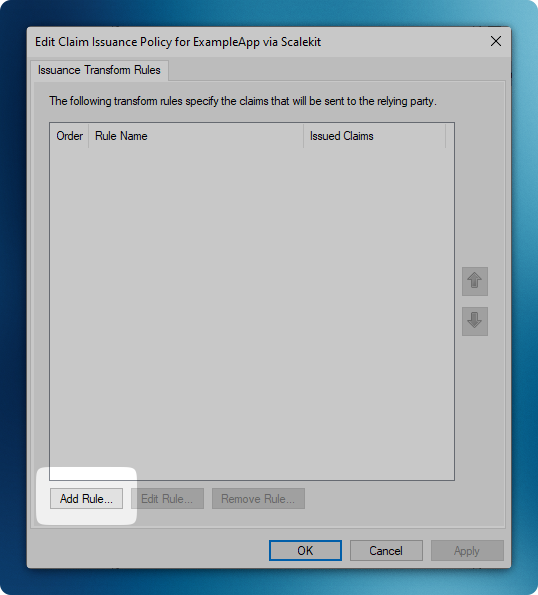 Edit Claim Issuance Policy for ExampleApp via Scalekit
Issuance Transform Rules
The following transform rules specify the claims that will be sent to the relying party.
Order Rule Name Issued Claims
Add Rule... Edit Rule... Remove Rule...
OK Cancel Apply